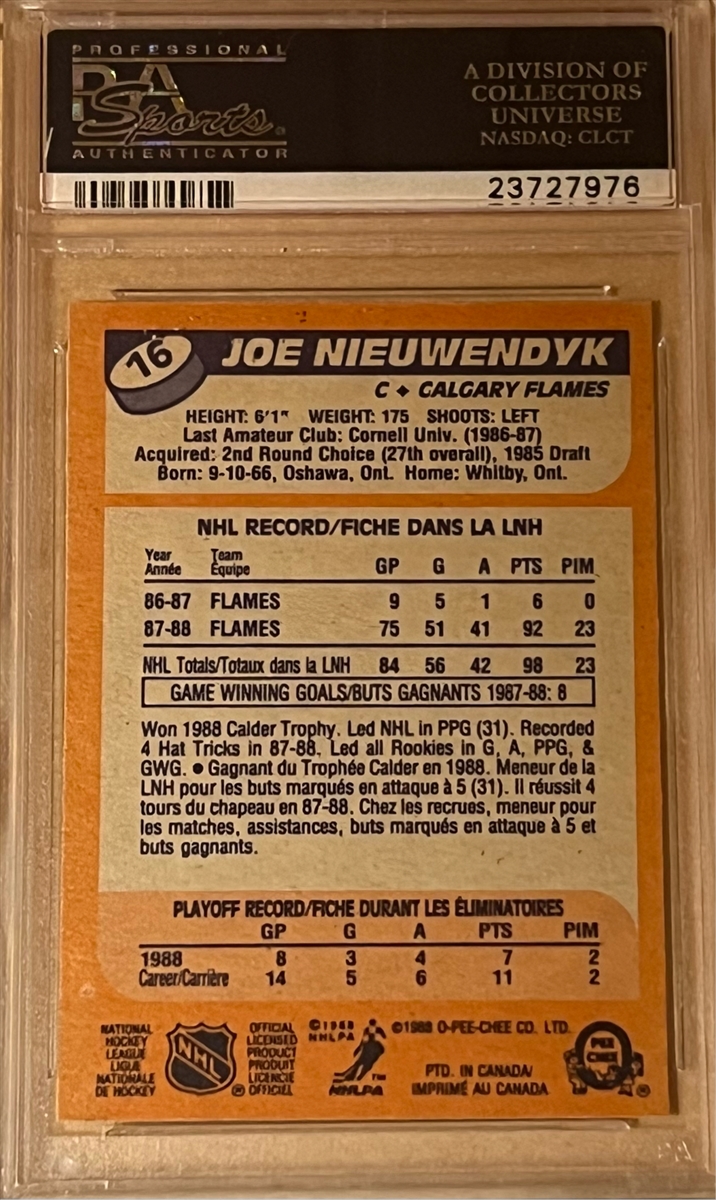 PROFESSIONAL
PSA
Sports
AUTHENTICATOR
A DIVISION OF
COLLECTORS
UNIVERSE
NASDAQ: CLCT
23727976
16
JOE NIEUWENDYK
C ◆ CALGARY FLAMES
HEIGHT: 6'1" WEIGHT: 175 SHOOTS: LEFT
Last Amateur Club: Cornell Univ. (1986-87)
Acquired: 2nd Round Choice (27th overall), 1985 Draft
Born: 9-10-66, Oshawa, Ont. Home: Whitby, Ont.
NHL RECORD/FICHE DANS LA LNH
Year Team
Année Équipe GP G A PTS PIM
86-87 FLAMES 9 5 1 6 0
87-88 FLAMES 75 51 41 92 23
NHL Totals/Totaux dans la LNH 84 56 42 98 23
GAME WINNING GOALS/BUTS GAGNANTS 1987-88: 8
Won 1988 Calder Trophy. Led NHL in PPG (31). Recorded
4 Hat Tricks in 87-88. Led all Rookies in G, A, PPG, &
GWG. ● Gagnant du Trophée Calder en 1988. Meneur de la
LNH pour les buts marqués en attaque à 5 (31). Il réussit 4
tours du chapeau en 87-88. Chez les recrues, meneur pour
les matches, assistances, buts marqués en attaque à 5 et
buts gagnants.
PLAYOFF RECORD/FICHE DURANT LES ÉLIMINATOIRES
GP G A PTS PIM
1988 8 3 4 7 2
Career/Carrière 14 5 6 11 2
NATIONAL
HOCKEY
LEAGUE
LIGUE
NATIONALE
DE HOCKEY
NHL
OFFICIAL
LICENSED
PRODUCT
PRODUIT
LICENCIÉ
® OFFICIEL
©1988
NHLPA
NHLPA
™
©1988 O-PEE-CHEE CO. LTD.
PTD. IN CANADA/
IMPRIMÉ AU CANADA
O
PEE
CHEE
®